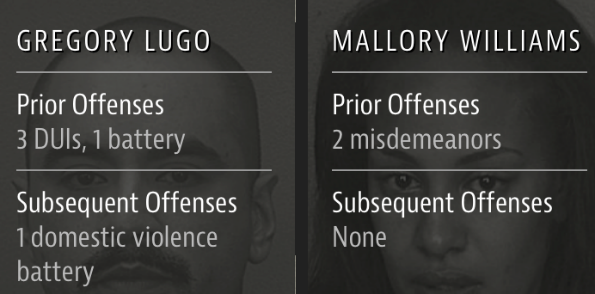 GREGORY LUGO
Prior Offenses
3 DUIs, 1 battery
Subsequent Offenses
1 domestic violence
battery
MALLORY WILLIAMS
Prior Offenses
2 misdemeanors
Subsequent Offenses
None